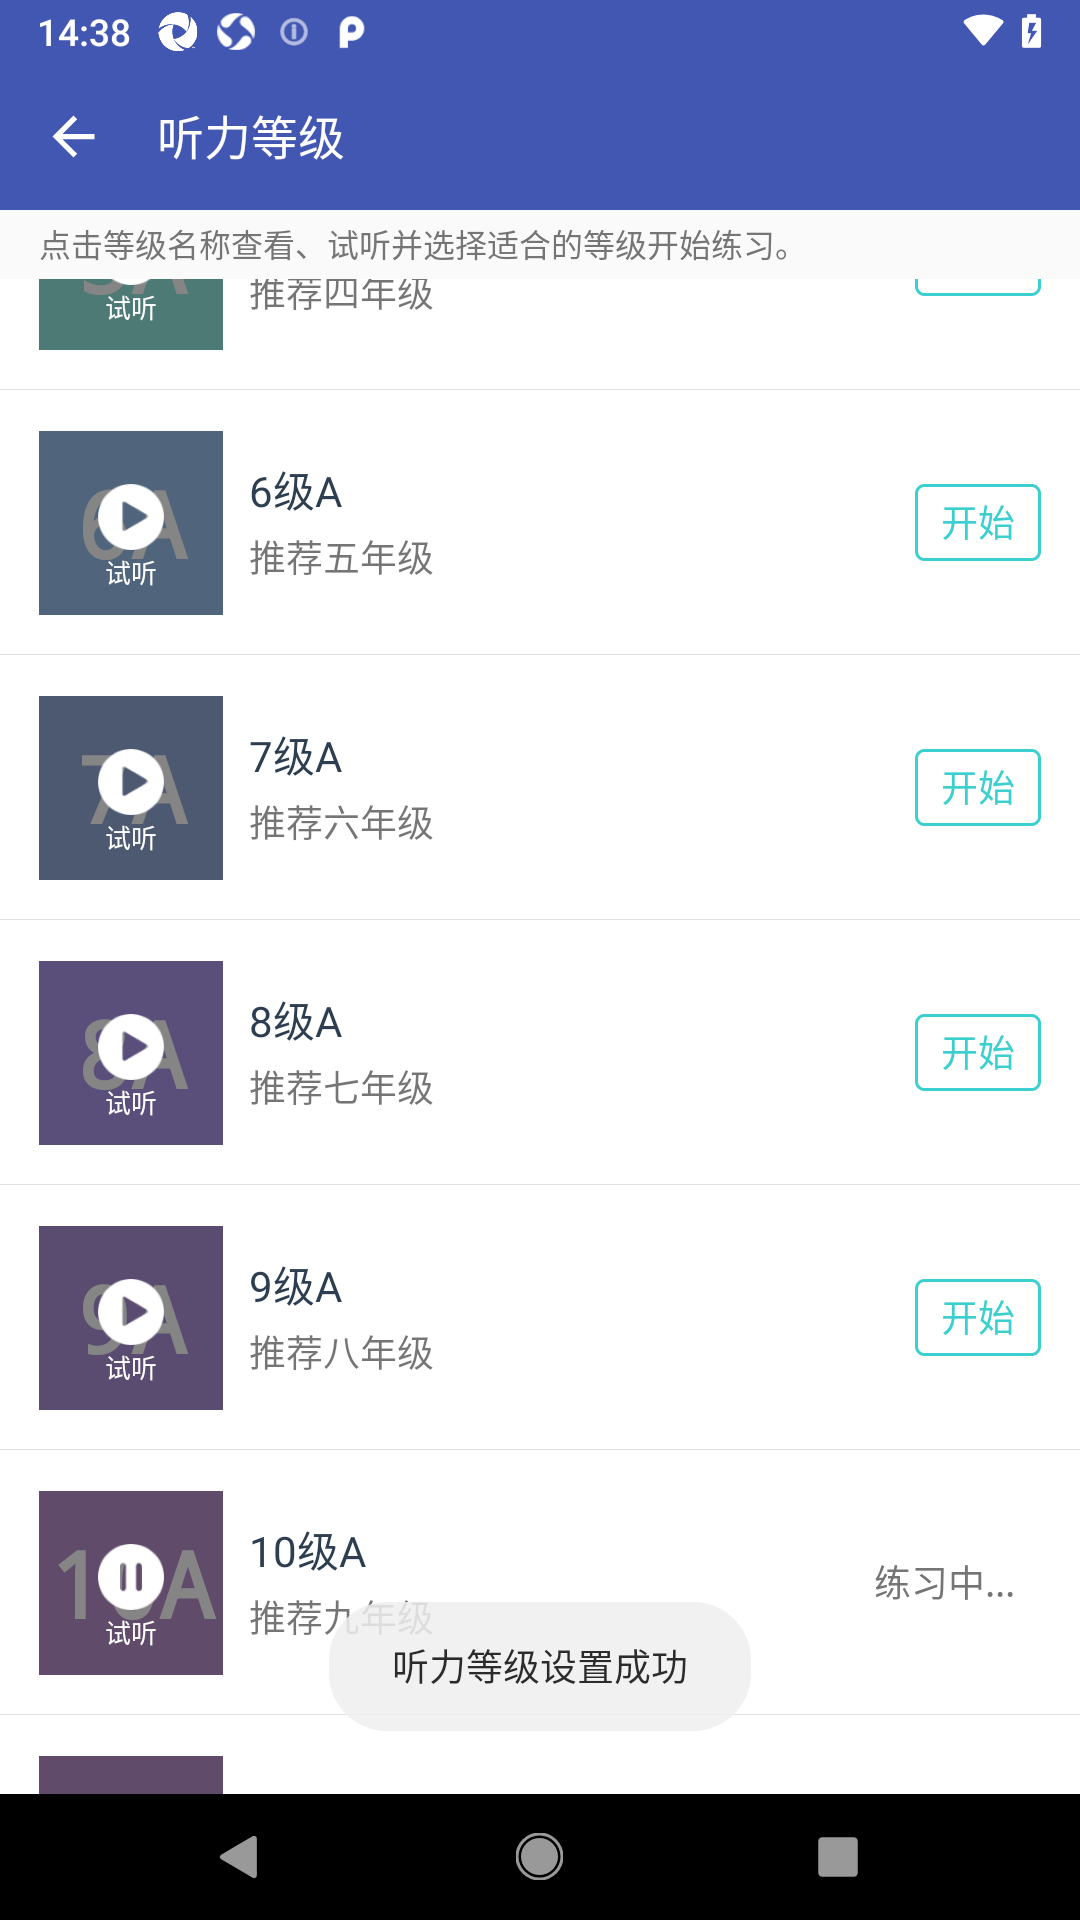 14:38
听力等级
点击等级名称查看、试听并选择适合的等级开始练习。
试听
推荐四年级
6A
试听
6级A
推荐五年级
开始
7A
试听
7级A
推荐六年级
开始
8A
试听
8级A
推荐七年级
开始
9A
试听
9级A
推荐八年级
开始
10A
试听
10级A
推荐九年级
练习中...
听力等级设置成功